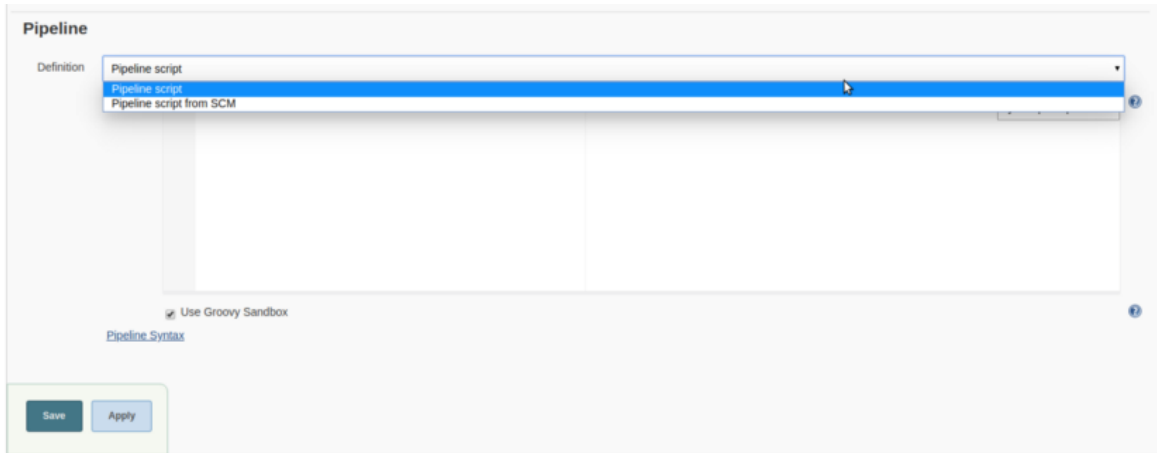 Pipeline
Definition
Pipeline script
Pipeline script
Pipeline script from SCM
Use Groovy Sandbox
Pipeline Syntax
Save
Apply